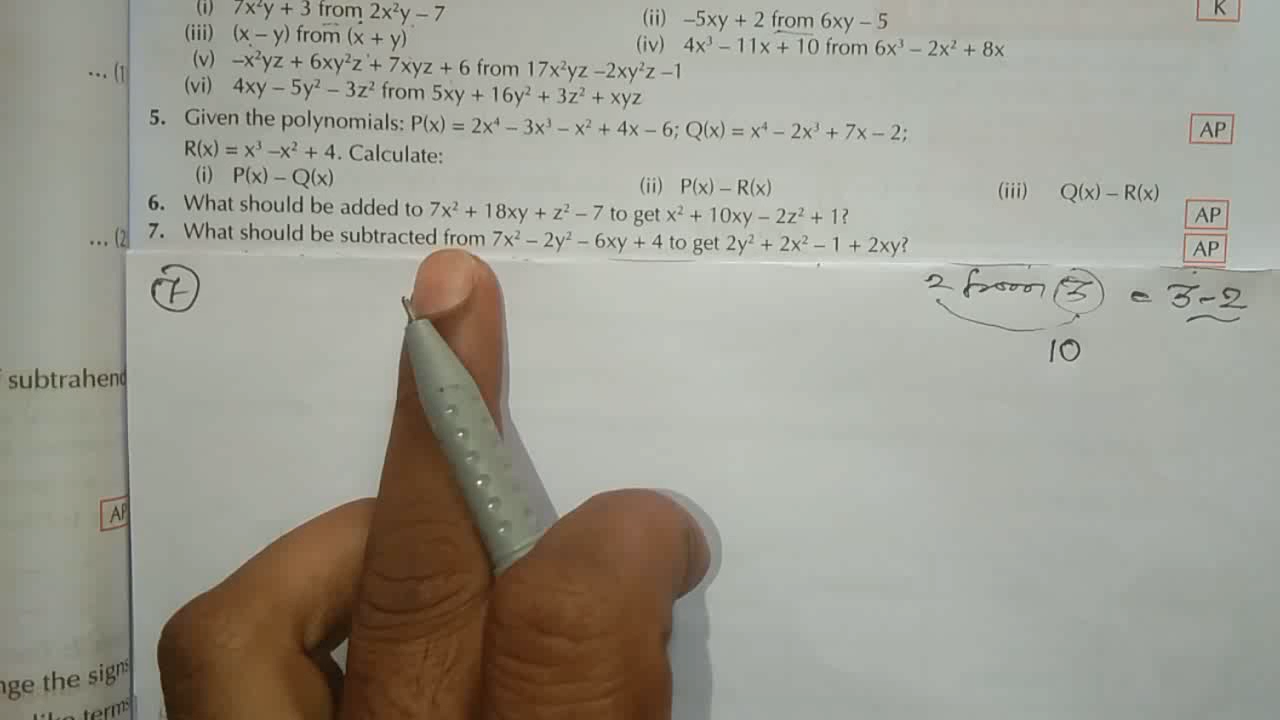 (i) 7x²y + 3 from 2x²y – 7
(ii) –5xy + 2 from 6xy – 5
K
(iii) (x – y) from (x + y)
(iv) 4x³ – 11x + 10 from 6x³ – 2x² + 8x
(v) –x²yz + 6xy²z + 7xyz + 6 from 17x²yz –2xy²z –1
... (1
(vi) 4xy – 5y² – 3z² from 5xy + 16y² + 3z² + xyz
5. Given the polynomials: P(x) = 2x⁴ – 3x³ – x² + 4x – 6; Q(x) = x⁴ – 2x³ + 7x – 2;
AP
R(x) = x³ –x² + 4. Calculate:
(i) P(x) – Q(x)
(ii) P(x) – R(x)
(iii) Q(x) – R(x)
6. What should be added to 7x² + 18xy + z² – 7 to get x² + 10xy – 2z² + 1?
AP
... (2
7. What should be subtracted from 7x² – 2y² – 6xy + 4 to get 2y² + 2x² – 1 + 2xy?
AP
7
2 from 3 = 3-2
10
subtrahend
AP
nge the signs
like terms